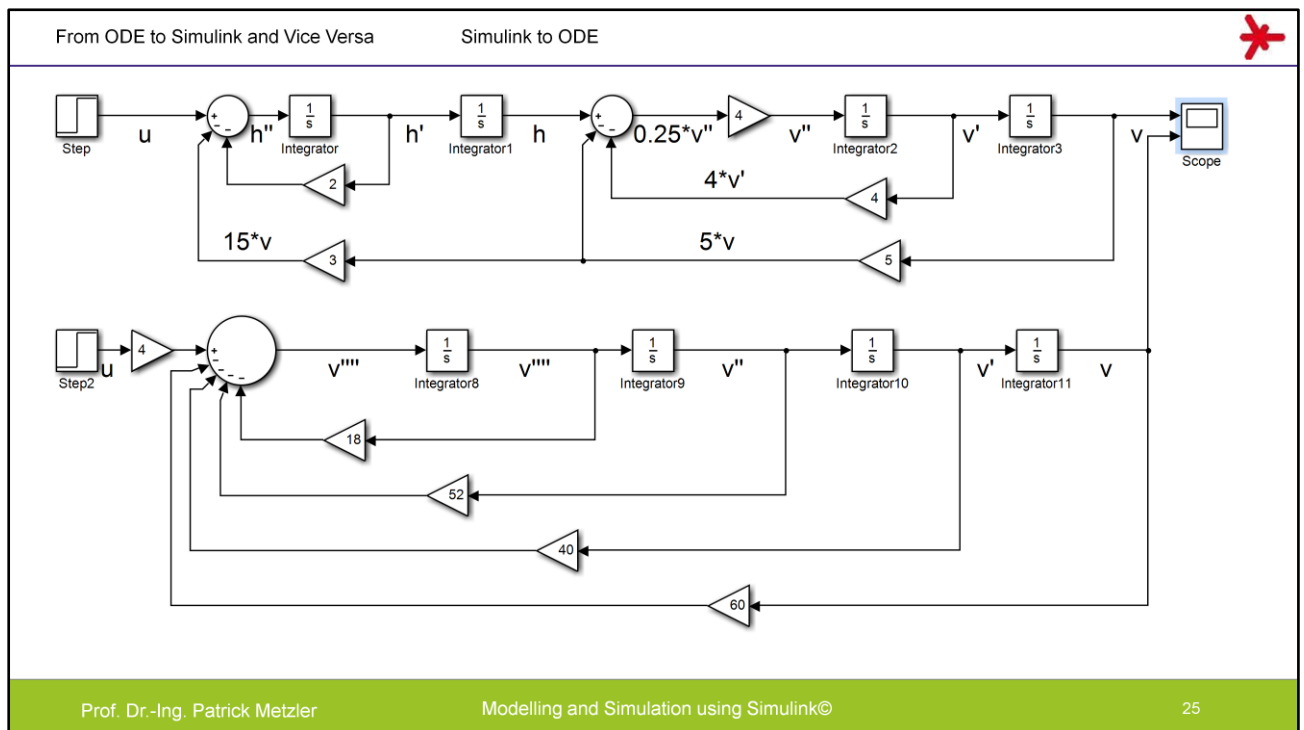 From ODE to Simulink and Vice Versa Simulink to ODE
Step
u
+
-
-
h"
1
s
Integrator
h'
1
s
Integrator1
h
+
-
-
0.25*v"
4
v"
1
s
Integrator2
v'
1
s
Integrator3
v
Scope
2
4*v'
4
15*v
3
5*v
5
Step2
u
4
+
-
-
-
-
v""
1
s
Integrator8
v""
1
s
Integrator9
v"
1
s
Integrator10
v'
1
s
Integrator11
v
18
52
40
60
Prof. Dr.-Ing. Patrick Metzler Modelling and Simulation using Simulink© 25